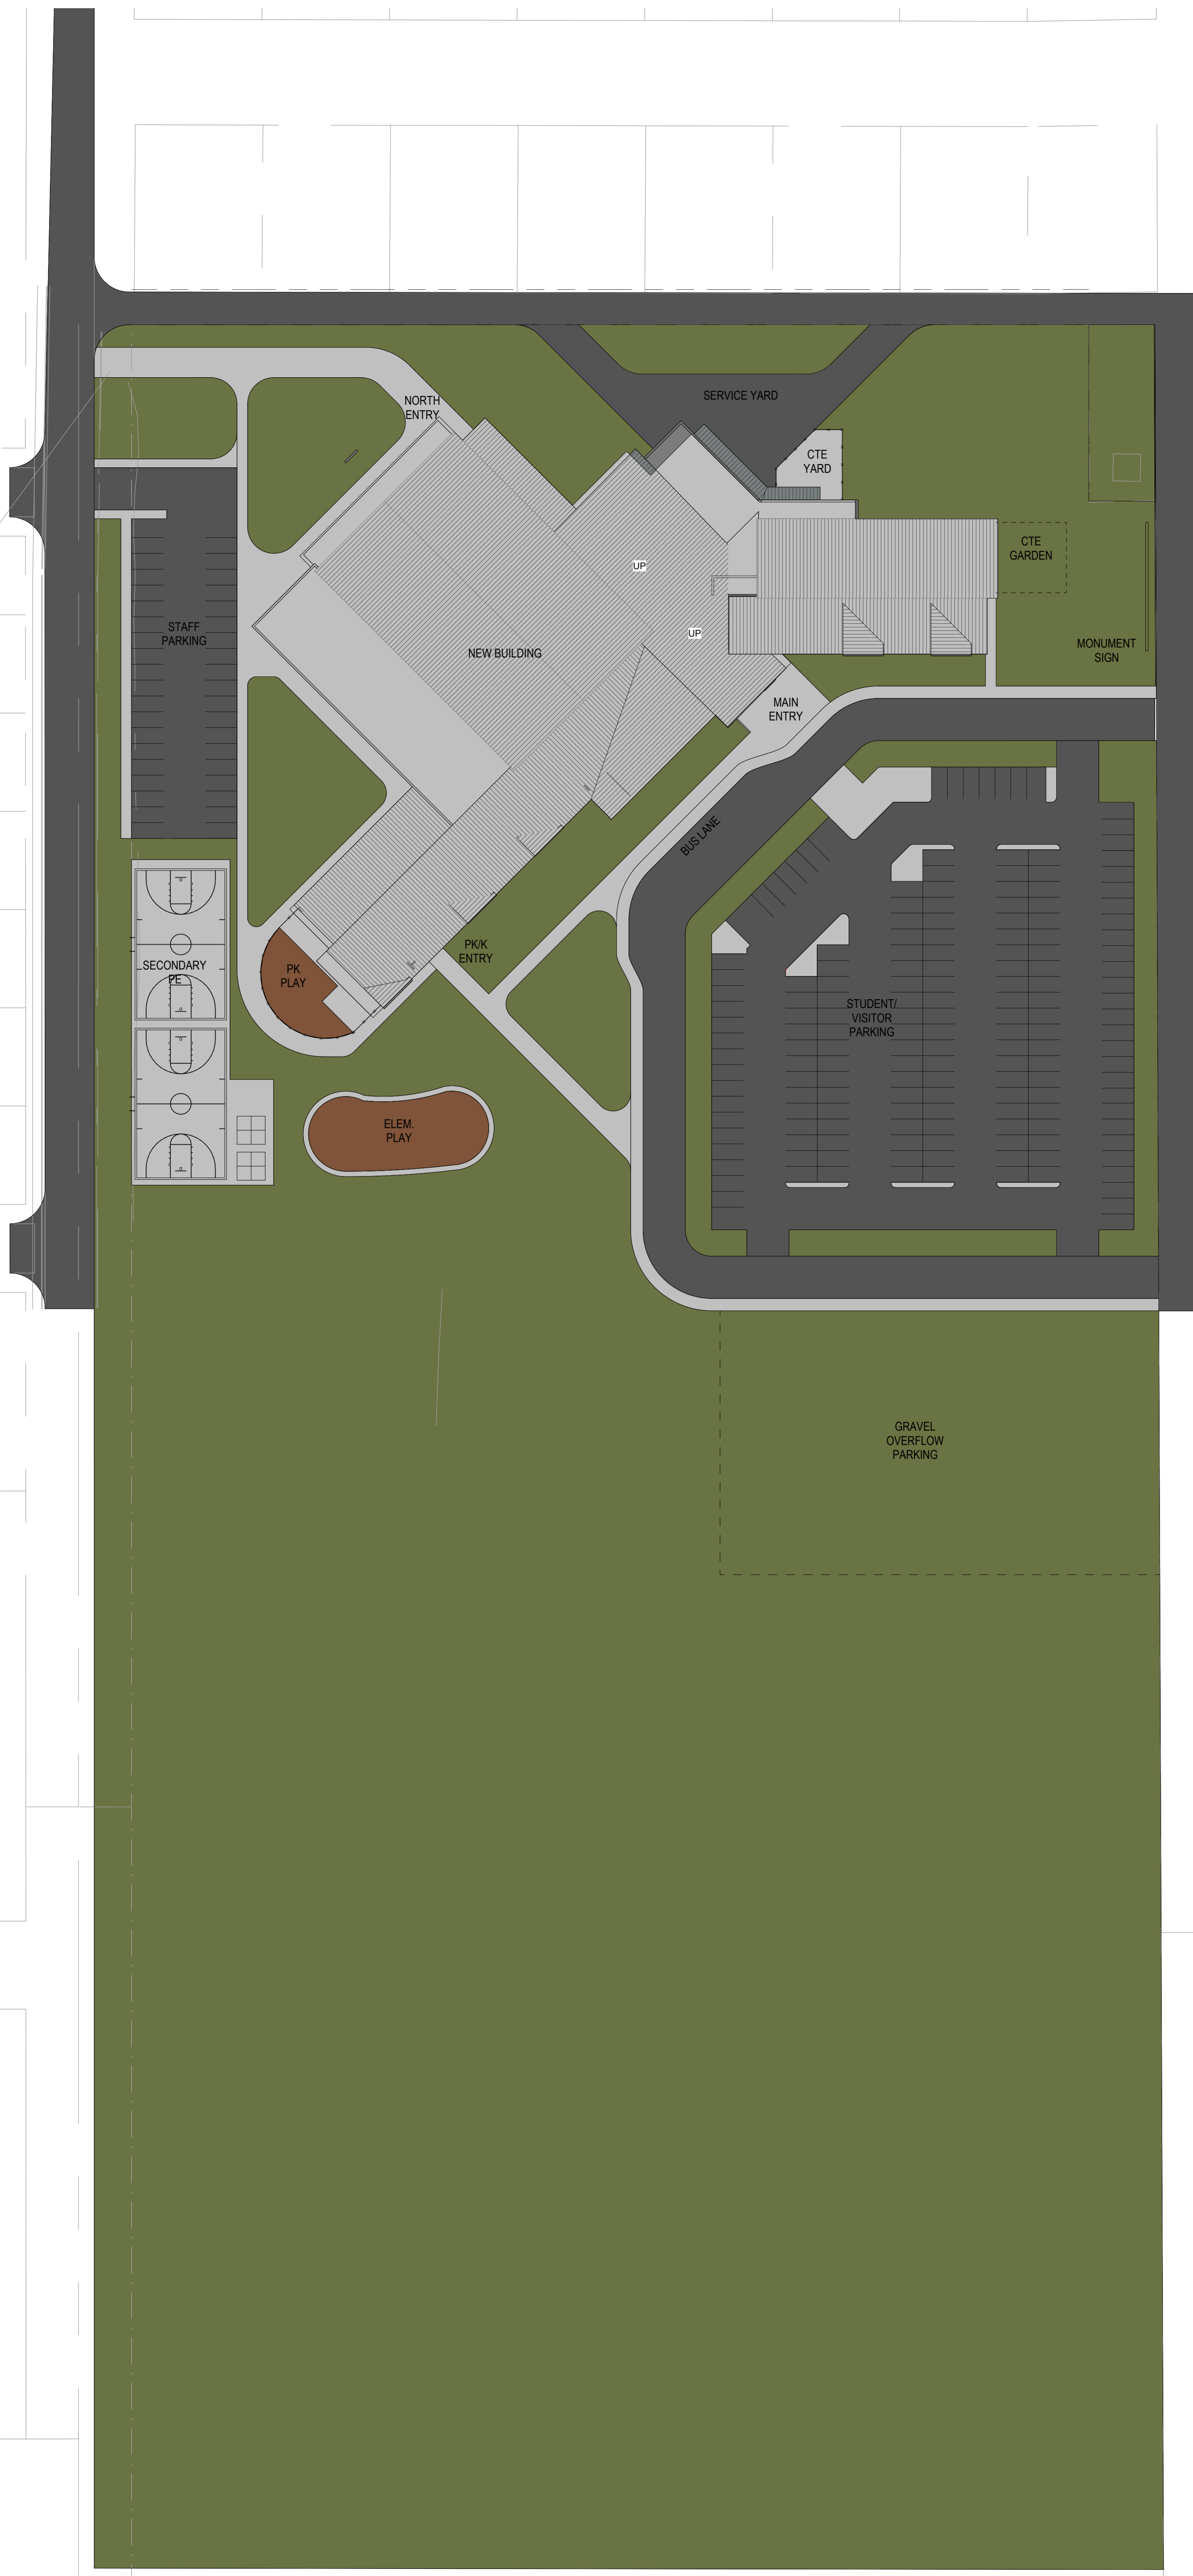 NORTH
ENTRY
SERVICE YARD
CTE
YARD
CTE
GARDEN
UP
UP
STAFF
PARKING
NEW BUILDING
MONUMENT
SIGN
MAIN
ENTRY
BUS LANE
SECONDARY
PE
PK
PLAY
PK/K
ENTRY
STUDENT/
VISITOR
PARKING
ELEM.
PLAY
GRAVEL
OVERFLOW
PARKING